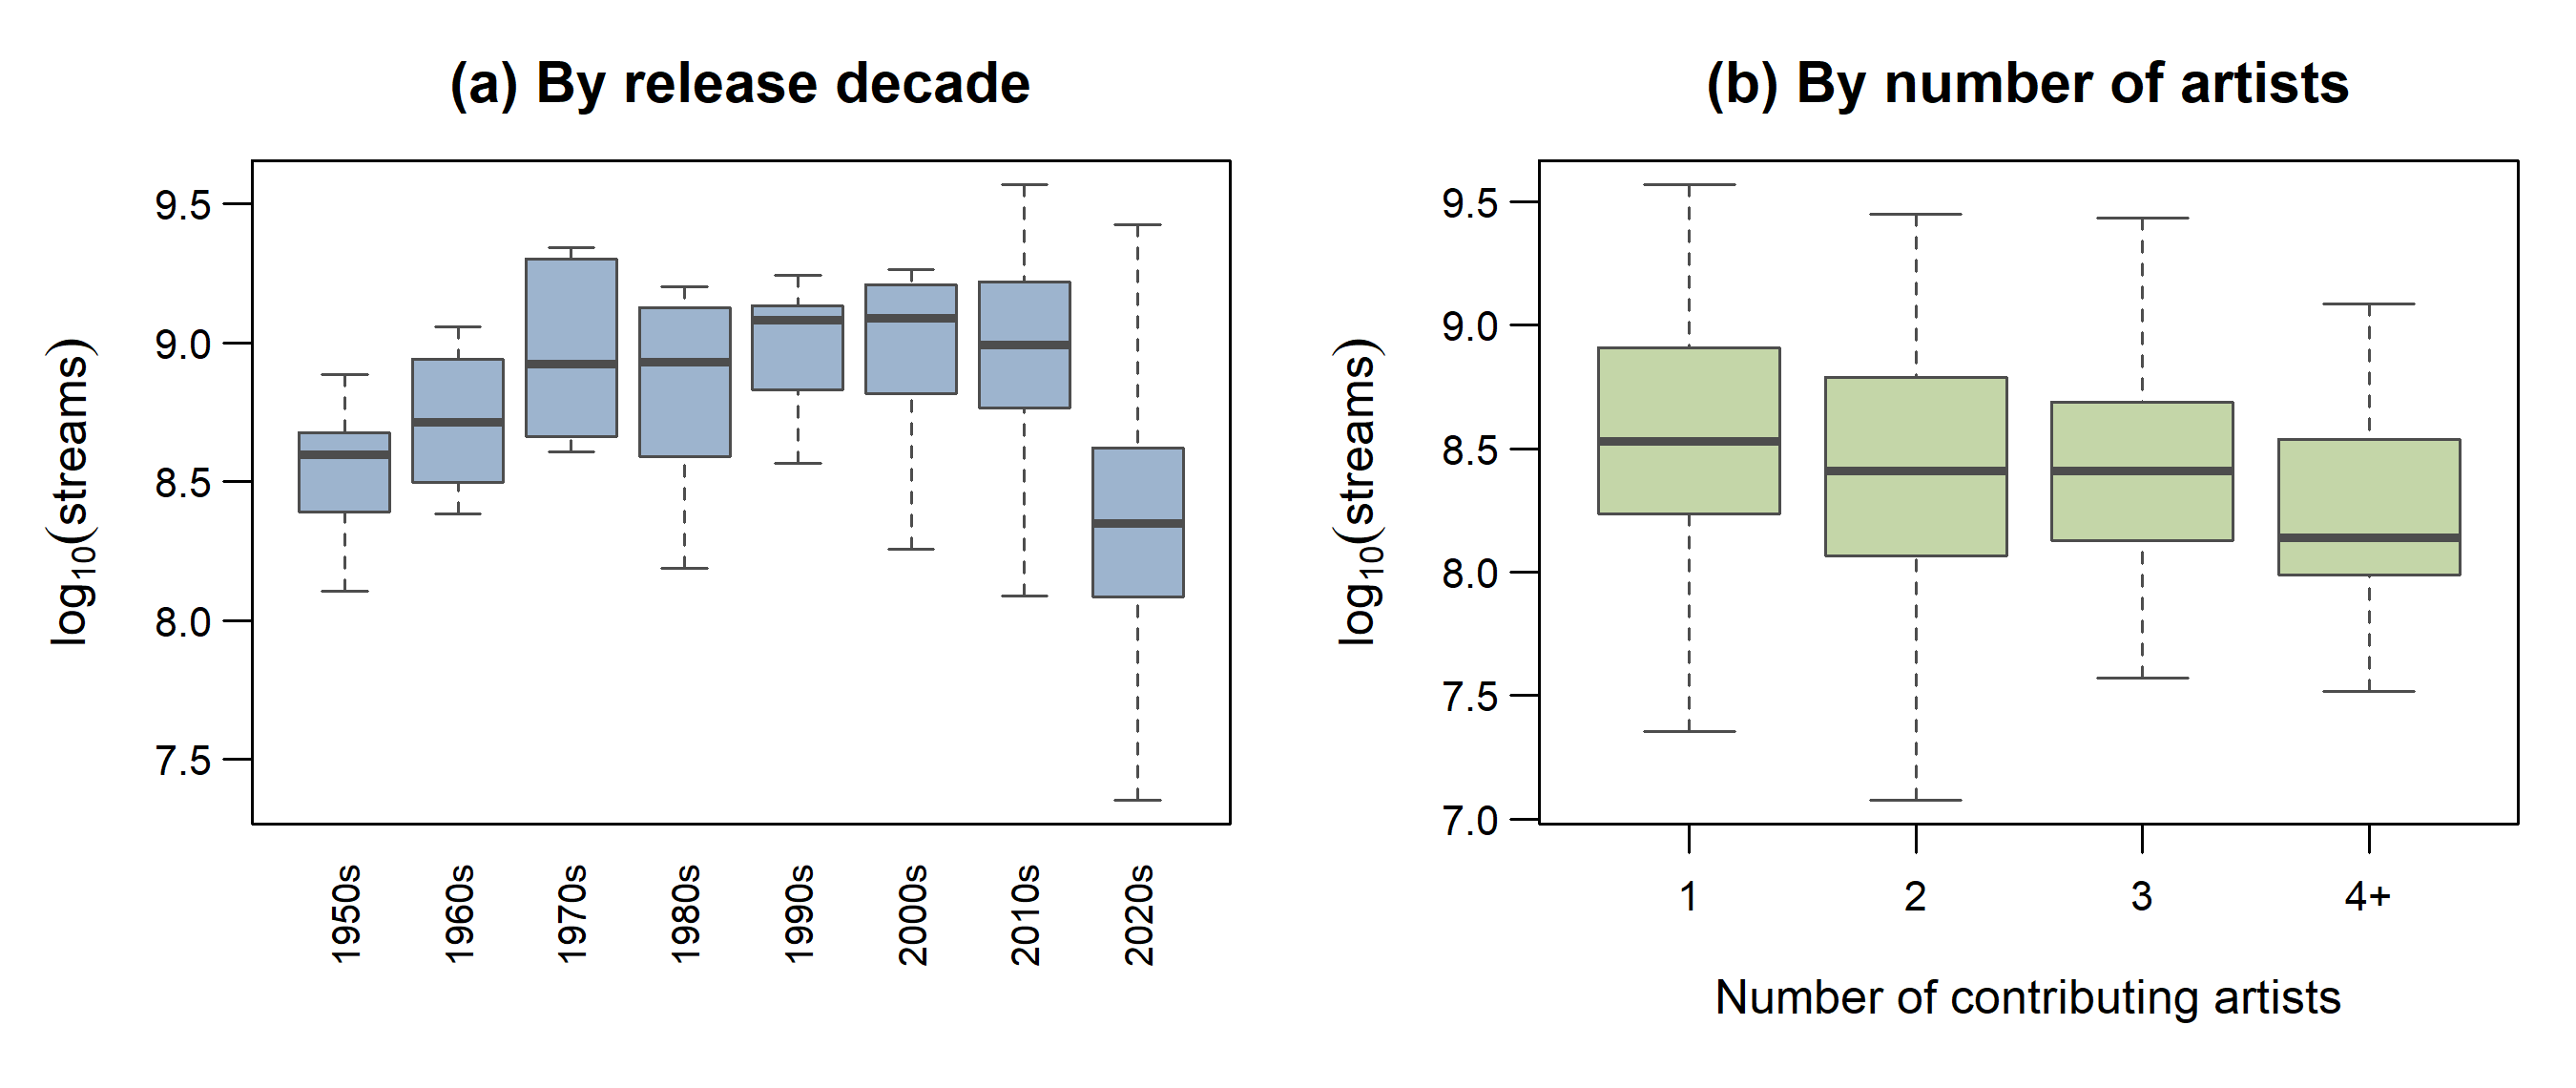 (a) By release decade
log10(streams)
9.5
9.0
8.5
8.0
7.5
1950s
1960s
1970s
1980s
1990s
2000s
2010s
2020s
(b) By number of artists
log10(streams)
9.5
9.0
8.5
8.0
7.5
7.0
1
2
3
4+
Number of contributing artists